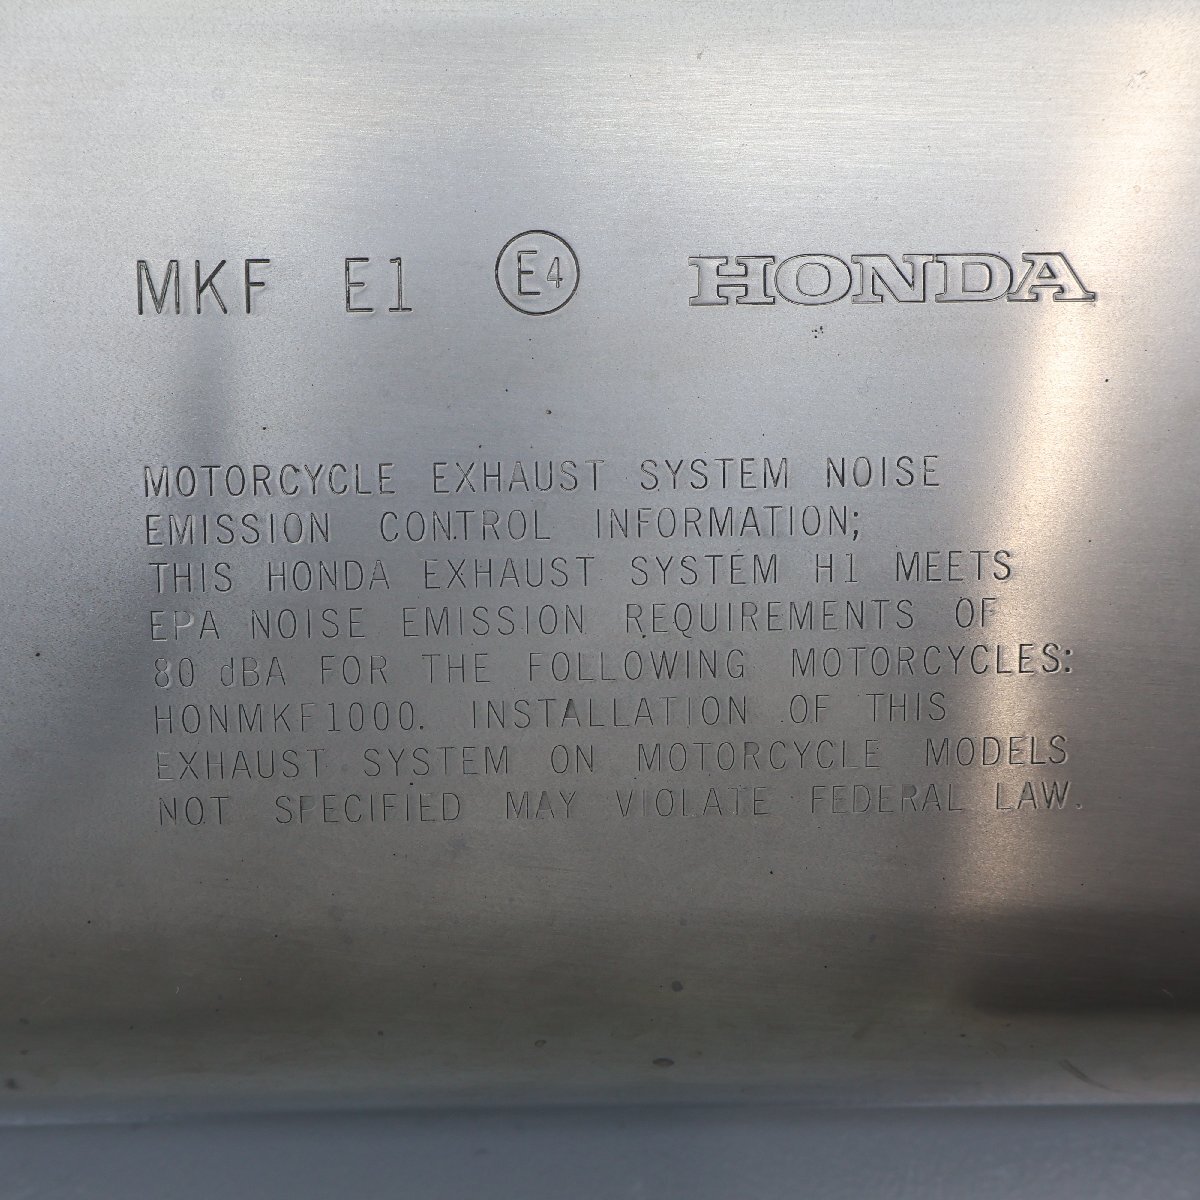 MKF E1 E4 HONDA
MOTORCYCLE EXHAUST SYSTEM NOISE
EMISSION CONTROL INFORMATION;
THIS HONDA EXHAUST SYSTEM H1 MEETS
EPA NOISE EMISSION REQUIREMENTS OF
80 dBA FOR THE FOLLOWING MOTORCYCLES:
HONMKF1000. INSTALLATION OF THIS
EXHAUST SYSTEM ON MOTORCYCLE MODELS
NOT SPECIFIED MAY VIOLATE FEDERAL LAW.